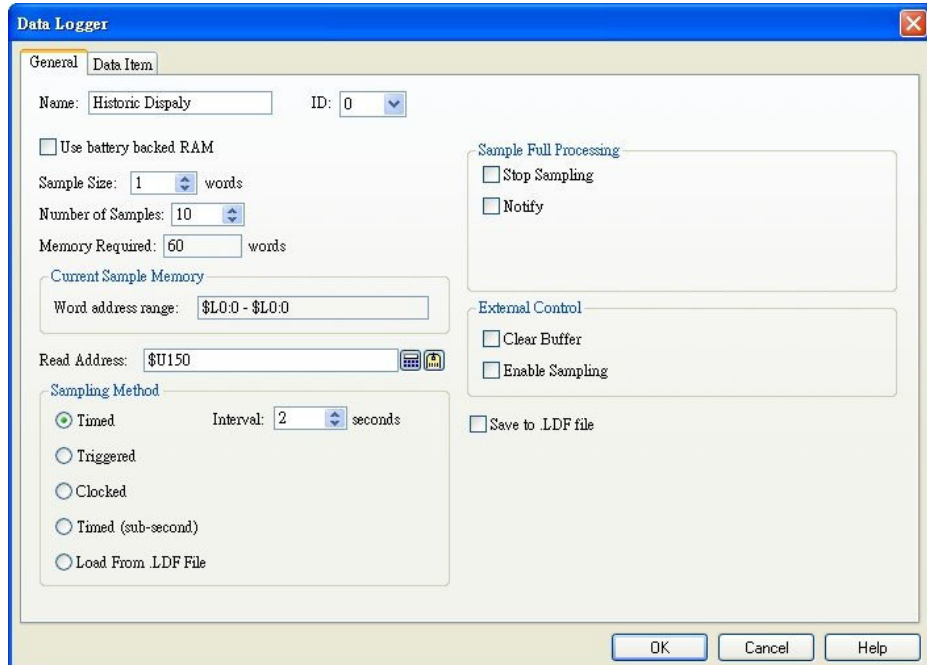 Data Logger
General Data Item
Name: Historic Dispaly ID: 0
Use battery backed RAM
Sample Size: 1 words
Number of Samples: 10
Memory Required: 60 words
Current Sample Memory
Word address range: $L0:0 - $L0:0
Read Address: $U150
Sampling Method
Timed Interval: 2 seconds
Triggered
Clocked
Timed (sub-second)
Load From .LDF File
Sample Full Processing
Stop Sampling
Notify
External Control
Clear Buffer
Enable Sampling
Save to .LDF file
OK Cancel Help